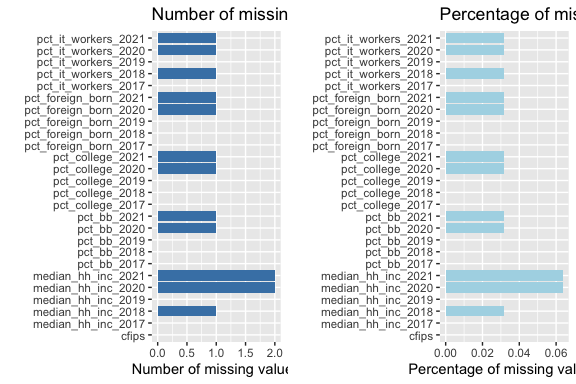 Number of missin
pct_it_workers_2021
pct_it_workers_2020
pct_it_workers_2019
pct_it_workers_2018
pct_it_workers_2017
pct_foreign_born_2021
pct_foreign_born_2020
pct_foreign_born_2019
pct_foreign_born_2018
pct_foreign_born_2017
pct_college_2021
pct_college_2020
pct_college_2019
pct_college_2018
pct_college_2017
pct_bb_2021
pct_bb_2020
pct_bb_2019
pct_bb_2018
pct_bb_2017
median_hh_inc_2021
median_hh_inc_2020
median_hh_inc_2019
median_hh_inc_2018
median_hh_inc_2017
cfips
0.0 0.5 1.0 1.5 2.0
Number of missing value
Percentage of mis
pct_it_workers_2021
pct_it_workers_2020
pct_it_workers_2019
pct_it_workers_2018
pct_it_workers_2017
pct_foreign_born_2021
pct_foreign_born_2020
pct_foreign_born_2019
pct_foreign_born_2018
pct_foreign_born_2017
pct_college_2021
pct_college_2020
pct_college_2019
pct_college_2018
pct_college_2017
pct_bb_2021
pct_bb_2020
pct_bb_2019
pct_bb_2018
pct_bb_2017
median_hh_inc_2021
median_hh_inc_2020
median_hh_inc_2019
median_hh_inc_2018
median_hh_inc_2017
cfips
0.00 0.02 0.04 0.06
Percentage of missing val